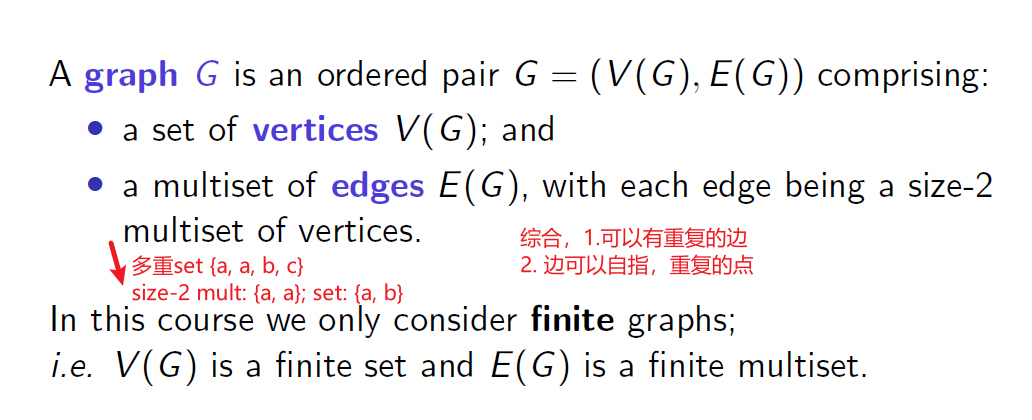 A graph G is an ordered pair G = (V(G), E(G)) comprising:
• a set of vertices V(G); and
• a multiset of edges E(G), with each edge being a size-2
multiset of vertices.
综合，1.可以有重复的边
2. 边可以自指，重复的点
多重set {a, a, b, c}
size-2 mult: {a, a}; set: {a, b}
In this course we only consider finite graphs;
i.e. V(G) is a finite set and E(G) is a finite multiset.